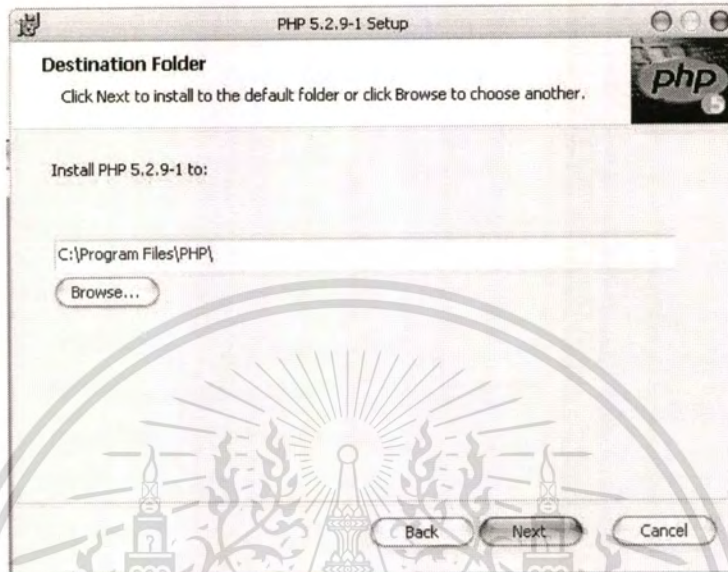 PHP 5.2.9-1 Setup
Destination Folder
Click Next to install to the default folder or click Browse to choose another.
php
5
Install PHP 5.2.9-1 to:
C:\Program Files\PHP\
Browse...
Back
Next
Cancel